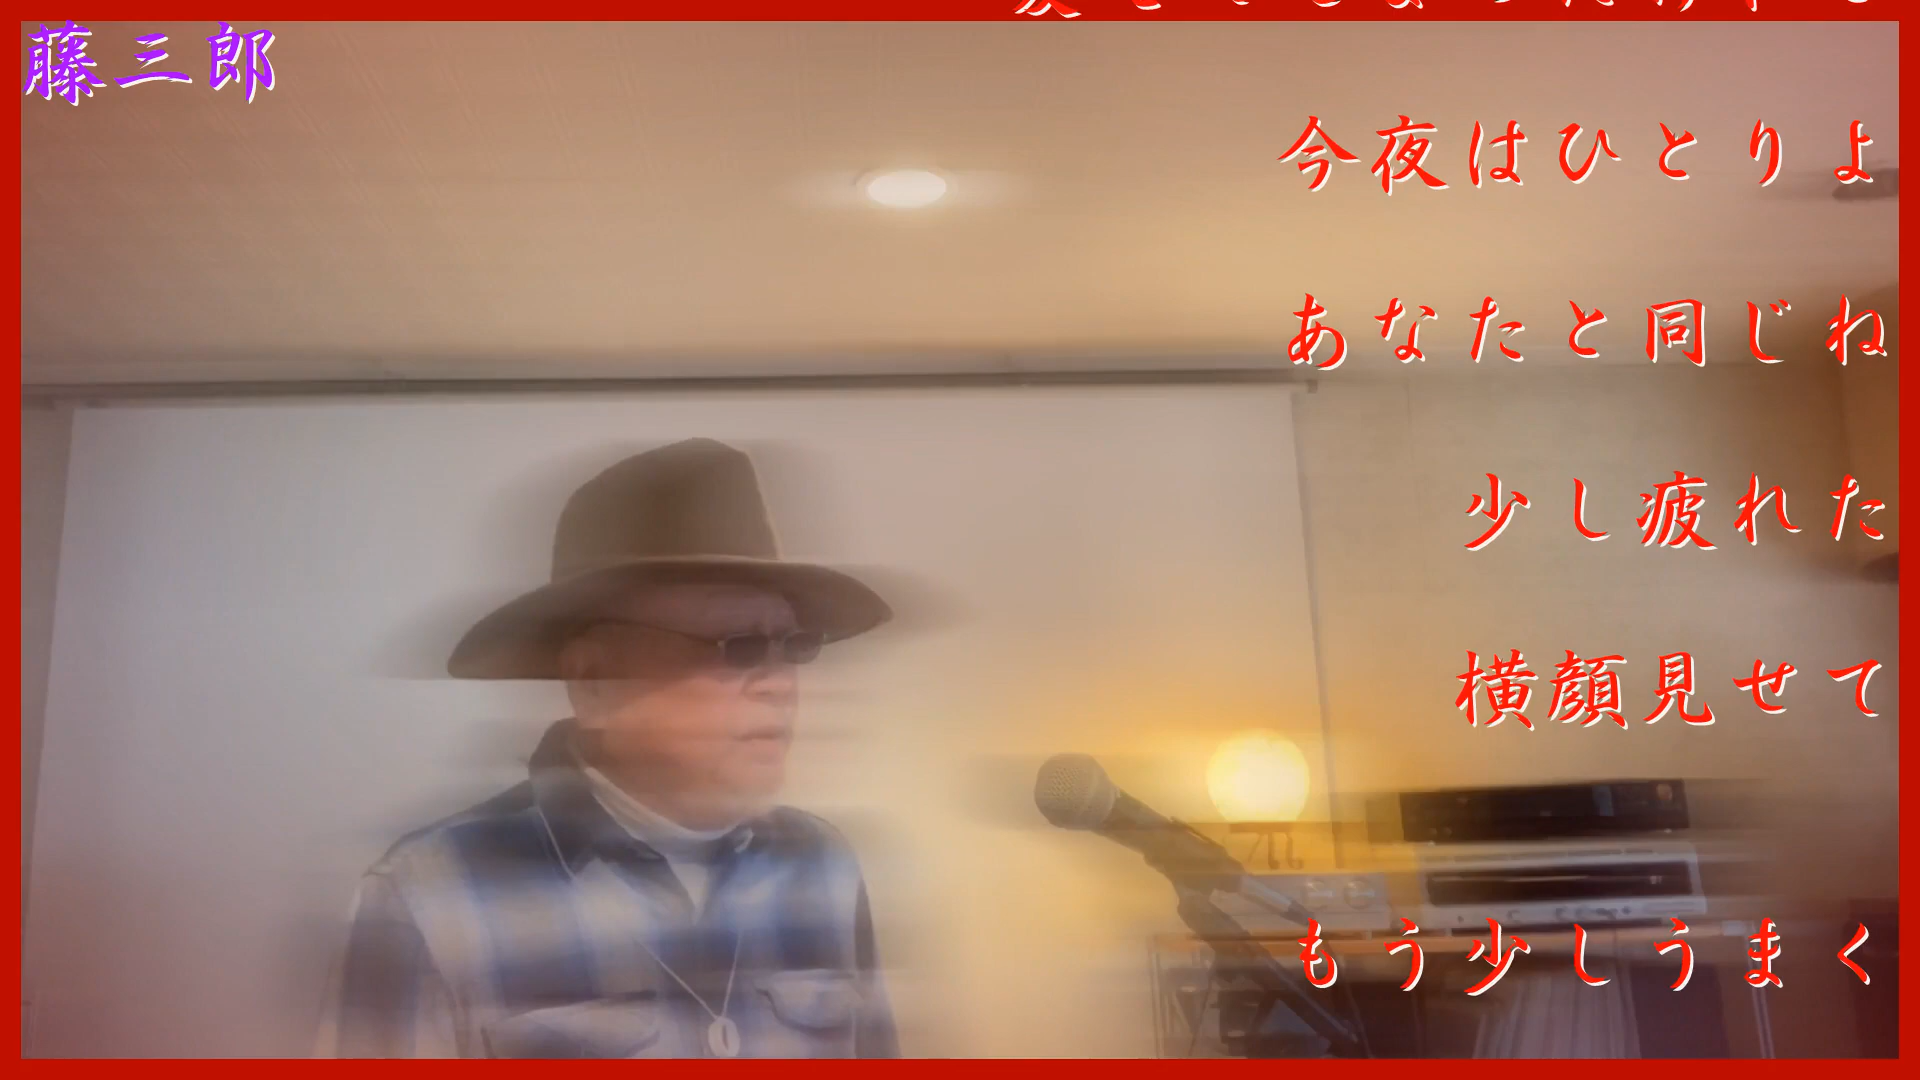 藤三郎
今夜はひとりよ
あなたと同じね
少し疲れた
横顔見せて
もう少しうまく